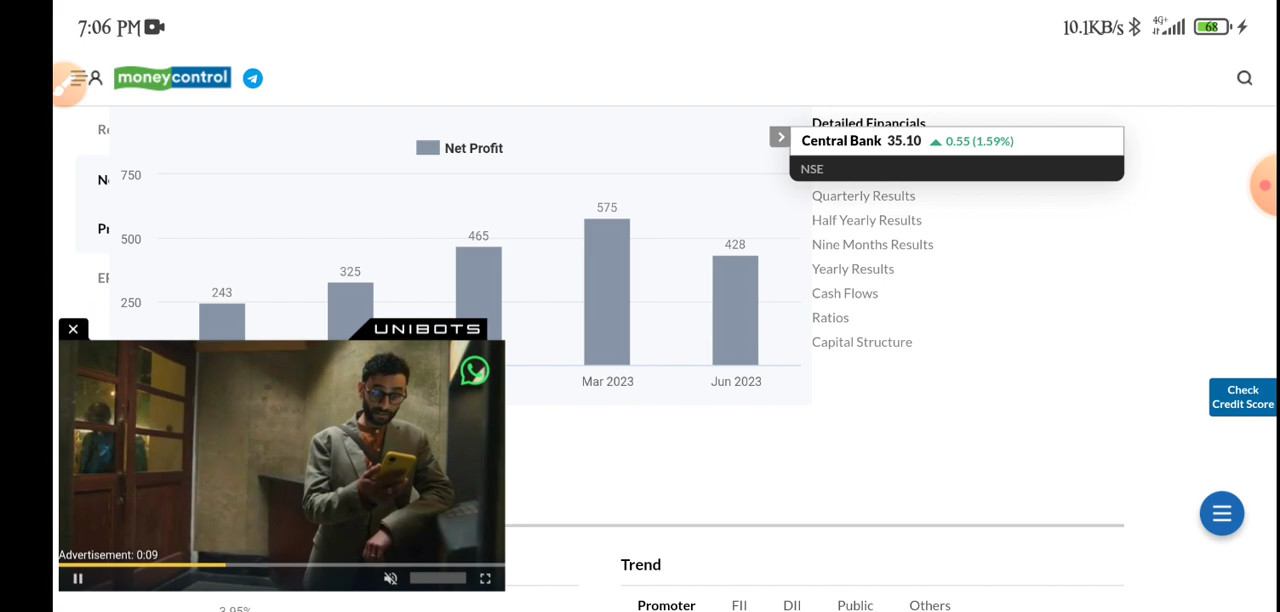 7:06 PM
10.1KB/s 4G+ 68
moneycontrol
Net Profit
750
500
250
243
325
465
575
428
Mar 2023
Jun 2023
Detailed Financials
Central Bank 35.10 0.55 (1.59%)
NSE
Quarterly Results
Half Yearly Results
Nine Months Results
Yearly Results
Cash Flows
Ratios
Capital Structure
UNIBOTS
Advertisement: 0:09
Check
Credit Score
Trend
Promoter FII DII Public Others
3.95%